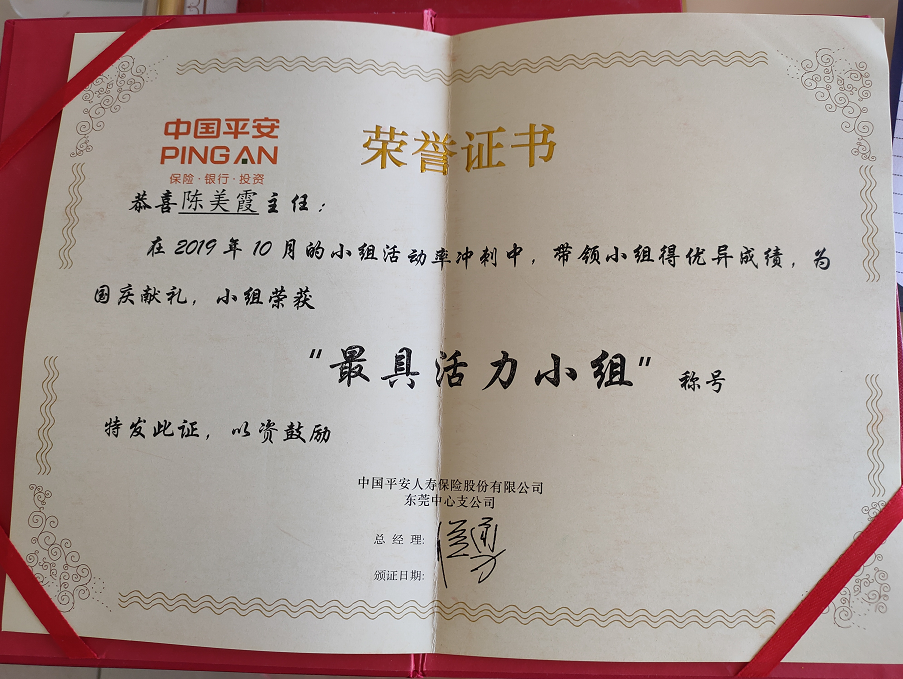 中国平安
PING AN
保险·银行·投资
荣誉证书
恭喜陈美霞主任：
在2019年10月的小组活动率冲刺中，带领小组得优异成绩，为
国庆献礼，小组荣获
“最具活力小组”称号
特发此证，以资鼓励
中国平安人寿保险股份有限公司
东莞中心支公司
总经理：
颁证日期：